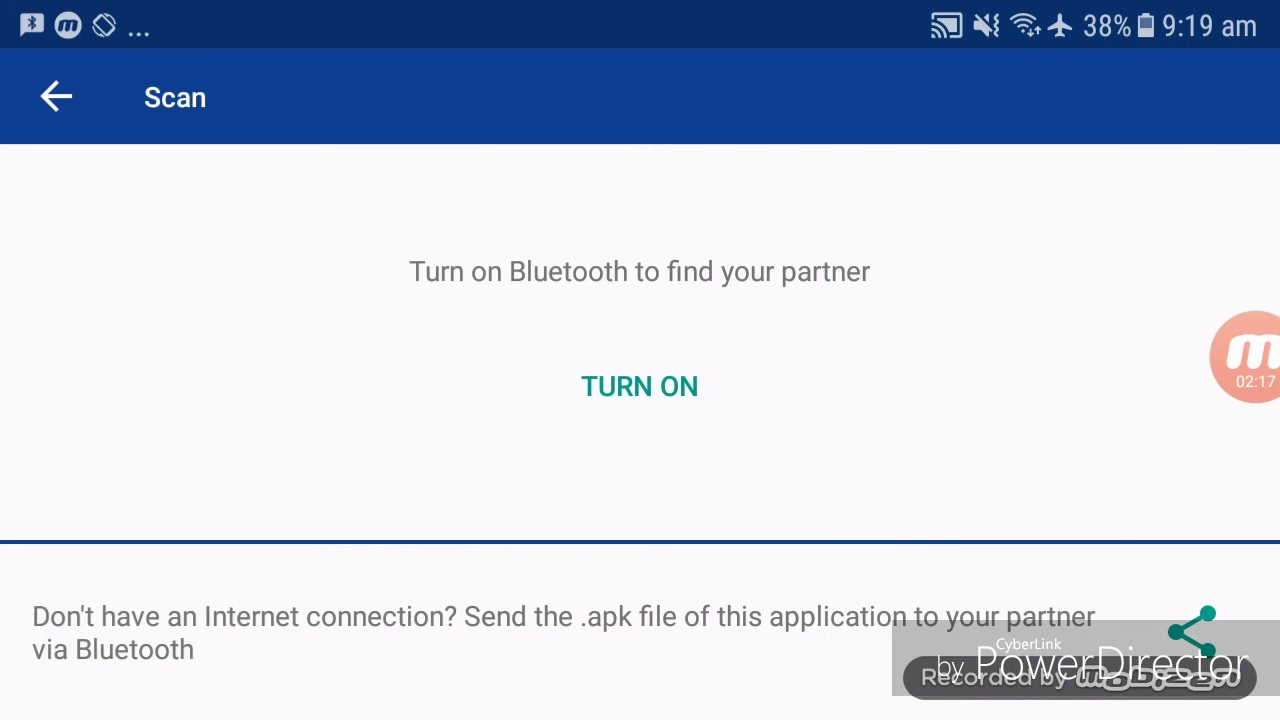 ... 38% 9:19 am
Scan
Turn on Bluetooth to find your partner
TURN ON
m
02:17
Don't have an Internet connection? Send the .apk file of this application to your partner
via Bluetooth
CyberLink
by PowerDirector
Recorded by mobizen